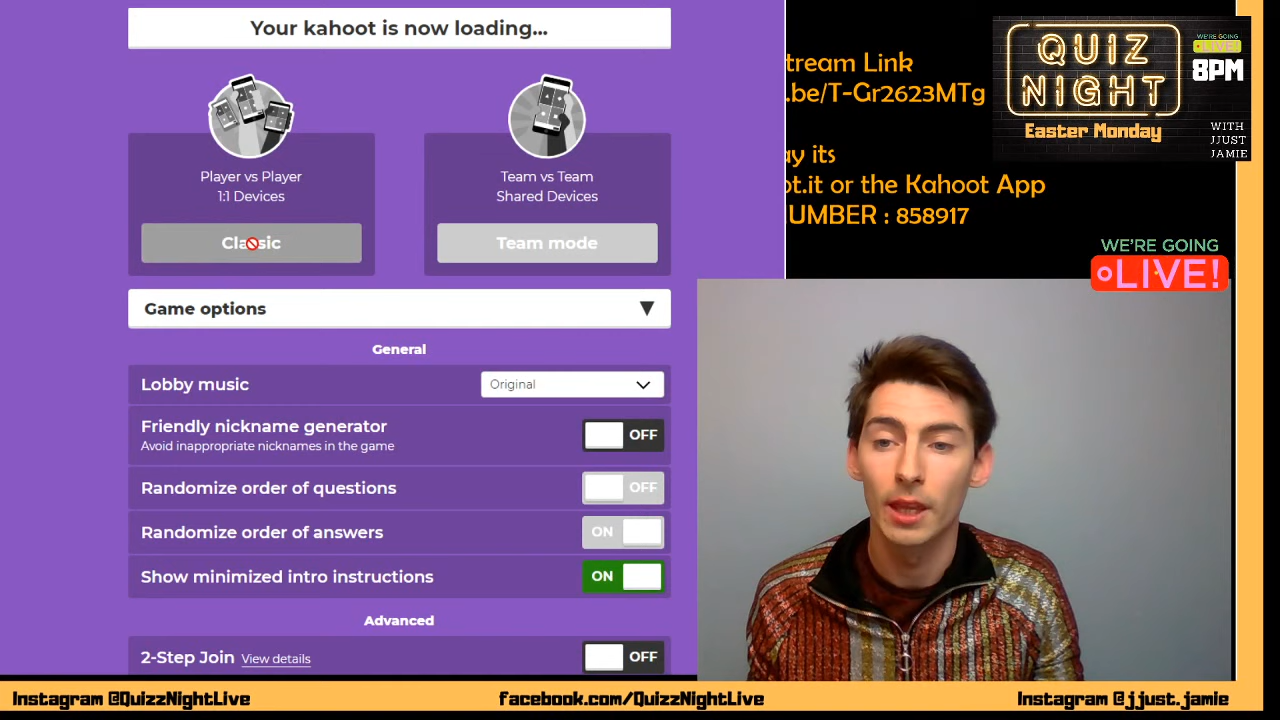 Your kahoot is now loading...
Player vs Player
1:1 Devices
Classic
Team vs Team
Shared Devices
Team mode
Game options
General
Lobby music
Original
Friendly nickname generator
OFF
Avoid inappropriate nicknames in the game
Randomize order of questions
OFF
Randomize order of answers
ON
Show minimized intro instructions
ON
Advanced
2-Step Join View details
OFF
tream Link
.be/T-Gr2623MTg
ay its
ot.it or the Kahoot App
UMBER : 858917
QUIZ
NIGHT
Easter Monday
WE'RE GOING
LIVE!
8PM
WITH
JJUST
JAMIE
WE'RE GOING
LIVE!
Instagram @QuizzNightLive
facebook.com/QuizzNightLive
Instagram @jjust.jamie